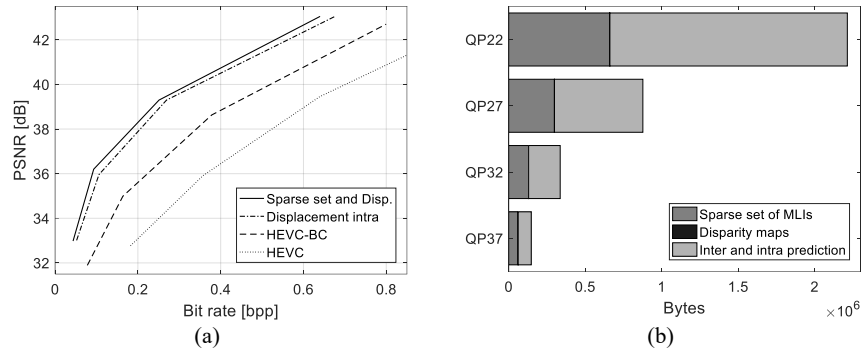 42
40
38
36
34
32
PSNR [dB]
0
0.2
0.4
0.6
0.8
Bit rate [bpp]
Sparse set and Disp.
Displacement intra
HEVC-BC
HEVC
(a)
QP22
QP27
QP32
QP37
Sparse set of MLIs
Disparity maps
Inter and intra prediction
0
0.5
1
1.5
2
Bytes
×10⁶
(b)